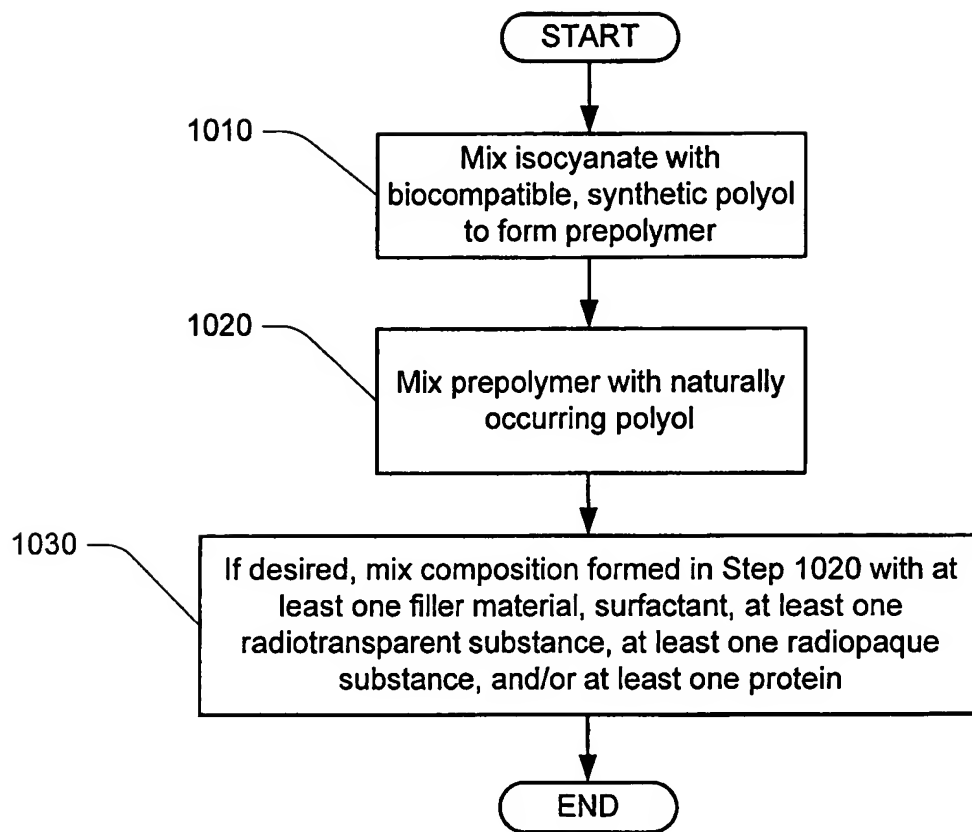 START
1010
Mix isocyanate with
biocompatible, synthetic polyol
to form prepolymer
1020
Mix prepolymer with naturally
occurring polyol
1030
If desired, mix composition formed in Step 1020 with at
least one filler material, surfactant, at least one
radiotransparent substance, at least one radiopaque
substance, and/or at least one protein
END